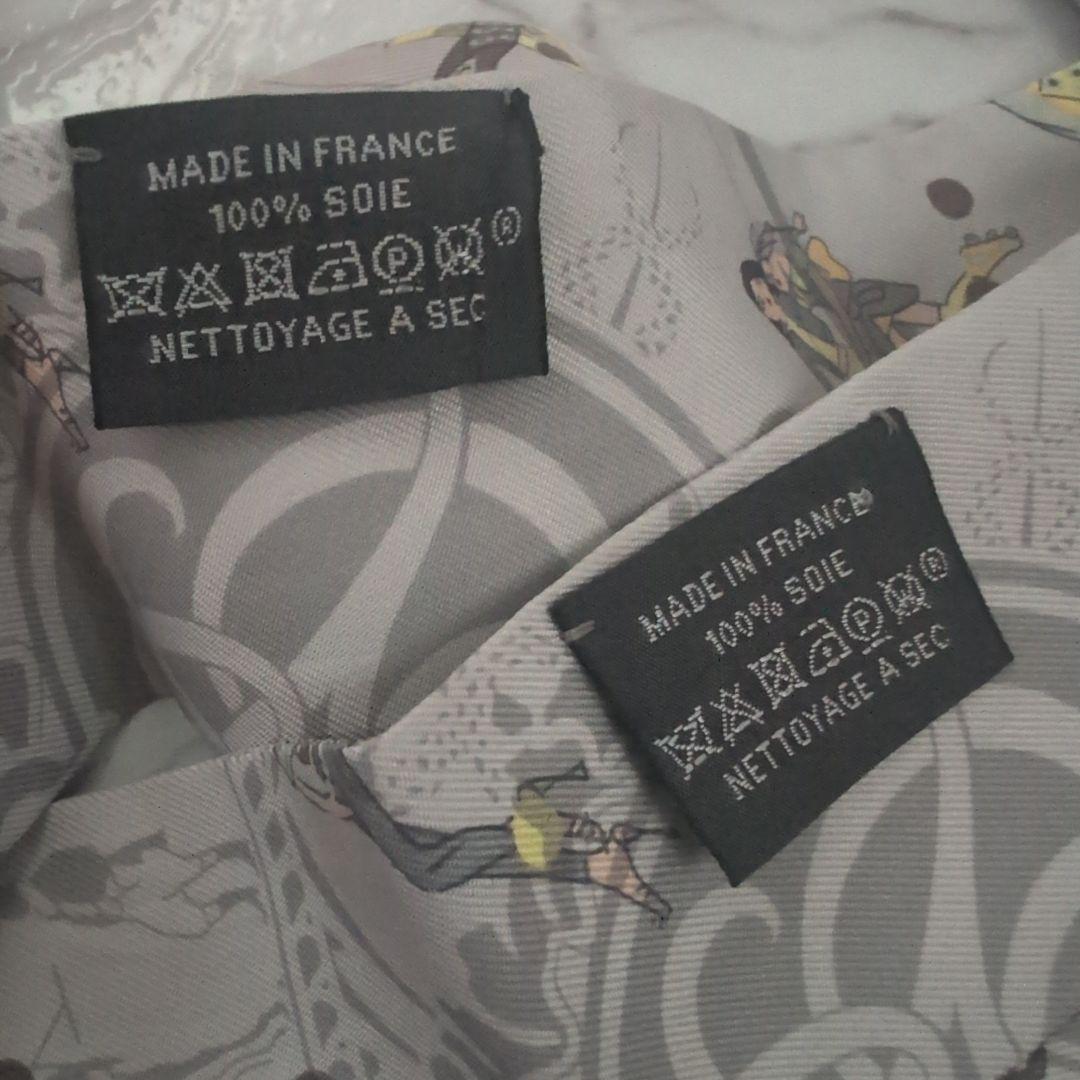 MADE IN FRANCE
100% SOIE
P W ®
NETTOYAGE A SEC
MADE IN FRANCE
100% SOIE
P W ®
NETTOYAGE A SEC